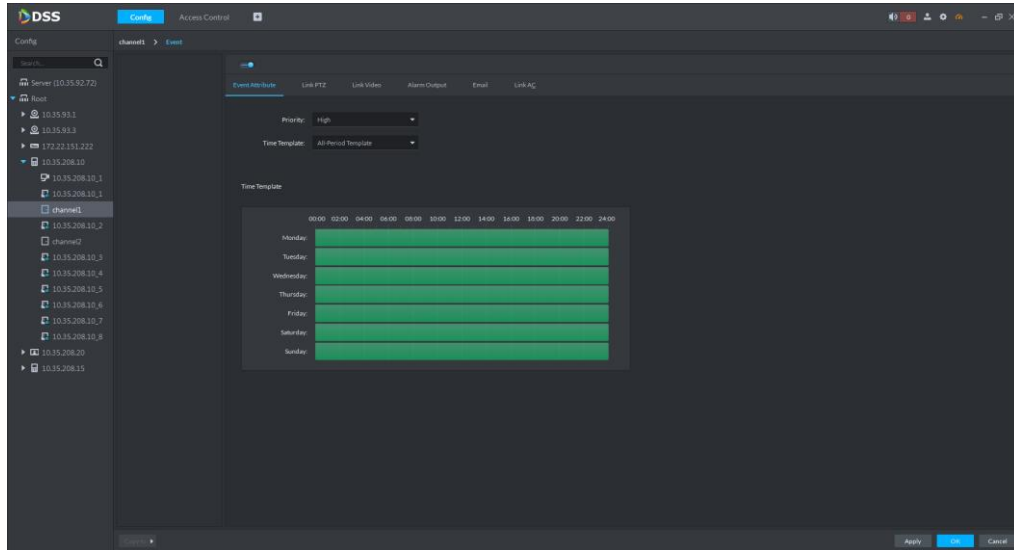 DSS
Config Access Control
0
Config
channel1 > Event
Search...
Server (10.35.92.72)
Root
10.35.93.1
10.35.93.3
172.22.151.222
10.35.208.10
10.35.208.10_1
10.35.208.10_1
channel1
10.35.208.10_2
channel2
10.35.208.10_3
10.35.208.10_4
10.35.208.10_5
10.35.208.10_6
10.35.208.10_7
10.35.208.10_8
10.35.208.20
10.35.208.15
Event Attribute Link PTZ Link Video Alarm Output Email Link AC
Priority: High
Time Template: All-Period Template
Time Template
00:00 02:00 04:00 06:00 08:00 10:00 12:00 14:00 16:00 18:00 20:00 22:00 24:00
Monday:
Tuesday:
Wednesday:
Thursday:
Friday:
Saturday:
Sunday:
Apply OK Cancel